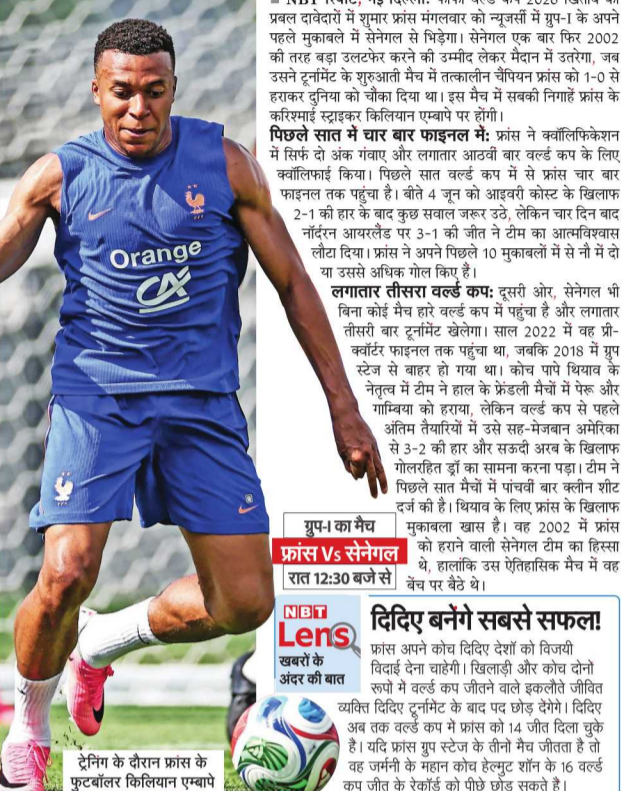 NBT रिपोर्ट, नई दिल्ली: फीफा वर्ल्ड कप 2026 खिताब के
प्रबल दावेदारों में शुमार फ्रांस मंगलवार को न्यूजर्सी में ग्रुप-I के अपने
पहले मुकाबले में सेनेगल से भिड़ेगा। सेनेगल एक बार फिर 2002
की तरह बड़ा उलटफेर करने की उम्मीद लेकर मैदान में उतरेगा, जब
उसने टूर्नामेंट के शुरुआती मैच में तत्कालीन चैंपियन फ्रांस को 1-0 से
हराकर दुनिया को चौंका दिया था। इस मैच में सबकी निगाहें फ्रांस के
करिश्माई स्ट्राइकर किलियान एम्बापे पर होंगी।
पिछले सात में चार बार फाइनल में: फ्रांस ने क्वॉलिफिकेशन
में सिर्फ दो अंक गंवाए और लगातार आठवीं बार वर्ल्ड कप के लिए
क्वॉलिफाई किया। पिछले सात वर्ल्ड कप में से फ्रांस चार बार
फाइनल तक पहुंचा है। बीते 4 जून को आइवरी कोस्ट के खिलाफ
2-1 की हार के बाद कुछ सवाल जरूर उठे, लेकिन चार दिन बाद
नॉर्दरन आयरलैंड पर 3-1 की जीत ने टीम का आत्मविश्वास
लौटा दिया। फ्रांस ने अपने पिछले 10 मुकाबलों में से नौ में दो
या उससे अधिक गोल किए हैं।
लगातार तीसरा वर्ल्ड कप: दूसरी ओर, सेनेगल भी
बिना कोई मैच हारे वर्ल्ड कप में पहुंचा है और लगातार
तीसरी बार टूर्नामेंट खेलेगा। साल 2022 में वह प्री-
क्वॉर्टर फाइनल तक पहुंचा था, जबकि 2018 में ग्रुप
स्टेज से बाहर हो गया था। कोच पापे थियाव के
नेतृत्व में टीम ने हाल के फ्रेंडली मैचों में पेरू और
गाम्बिया को हराया, लेकिन वर्ल्ड कप से पहले
अंतिम तैयारियों में उसे सह-मेजबान अमेरिका
से 3-2 की हार और सऊदी अरब के खिलाफ
गोलरहित ड्रॉ का सामना करना पड़ा। टीम ने
पिछले सात मैचों में पांचवीं बार क्लीन शीट
दर्ज की है। थियाव के लिए फ्रांस के खिलाफ
मुकाबला खास है। वह 2002 में फ्रांस
को हराने वाली सेनेगल टीम का हिस्सा
थे, हालांकि उस ऐतिहासिक मैच में वह
बेंच पर बैठे थे।
Orange
CA
ग्रुप-I का मैच
फ्रांस Vs सेनेगल
रात 12:30 बजे से
NBT
Lens
खबरों के
अंदर की बात
दिदिए बनेंगे सबसे सफल!
फ्रांस अपने कोच दिदिए देशॉ को विजयी
विदाई देना चाहेगी। खिलाड़ी और कोच दोनों
रूपों में वर्ल्ड कप जीतने वाले इकलौते जीवित
व्यक्ति दिदिए टूर्नामेंट के बाद पद छोड़ देगेंगे। दिदिए
अब तक वर्ल्ड कप में फ्रांस को 14 जीत दिला चुके
हैं। यदि फ्रांस ग्रुप स्टेज के तीनों मैच जीतता है तो
वह जर्मनी के महान कोच हेल्मुट शॉन के 16 वर्ल्ड
कप जीत के रेकॉर्ड को पीछे छोड़ सकते हैं।
ट्रेनिंग के दौरान फ्रांस के
फुटबॉलर किलियान एम्बापे